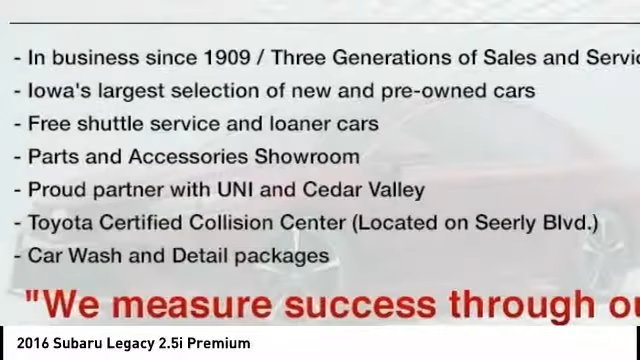 - In business since 1909 / Three Generations of Sales and
- Iowa's largest selection of new and pre-owned cars
- Free shuttle service and loaner cars
- Parts and Accessories Showroom
- Proud partner with UNI and Cedar Valley
- Toyota Certified Collision Center (Located on Seerly Blvd.)
- Car Wash and Detail packages
"We measure success through
2016 Subaru Legacy 2.5i Premium